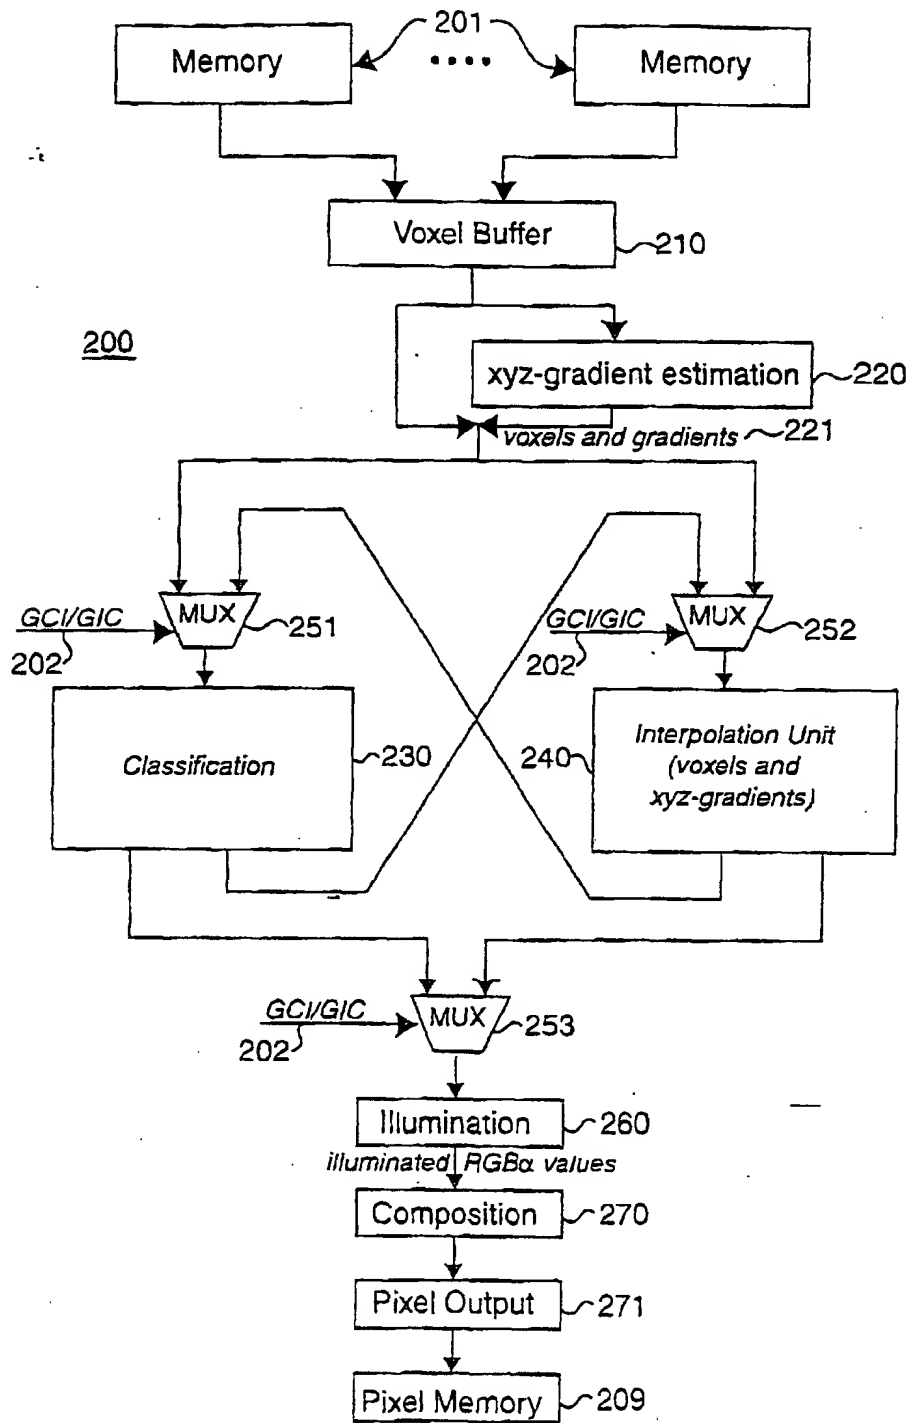 201
Memory
Memory
Voxel Buffer
210
200
xyz-gradient estimation
220
voxels and gradients
221
MUX
251
GCI/GIC
202
MUX
252
GCI/GIC
202
Classification
230
240
Interpolation Unit
(voxels and
xyz-gradients)
GCI/GIC
202
MUX
253
Illumination
260
illuminated RGBα values
Composition
270
Pixel Output
271
Pixel Memory
209